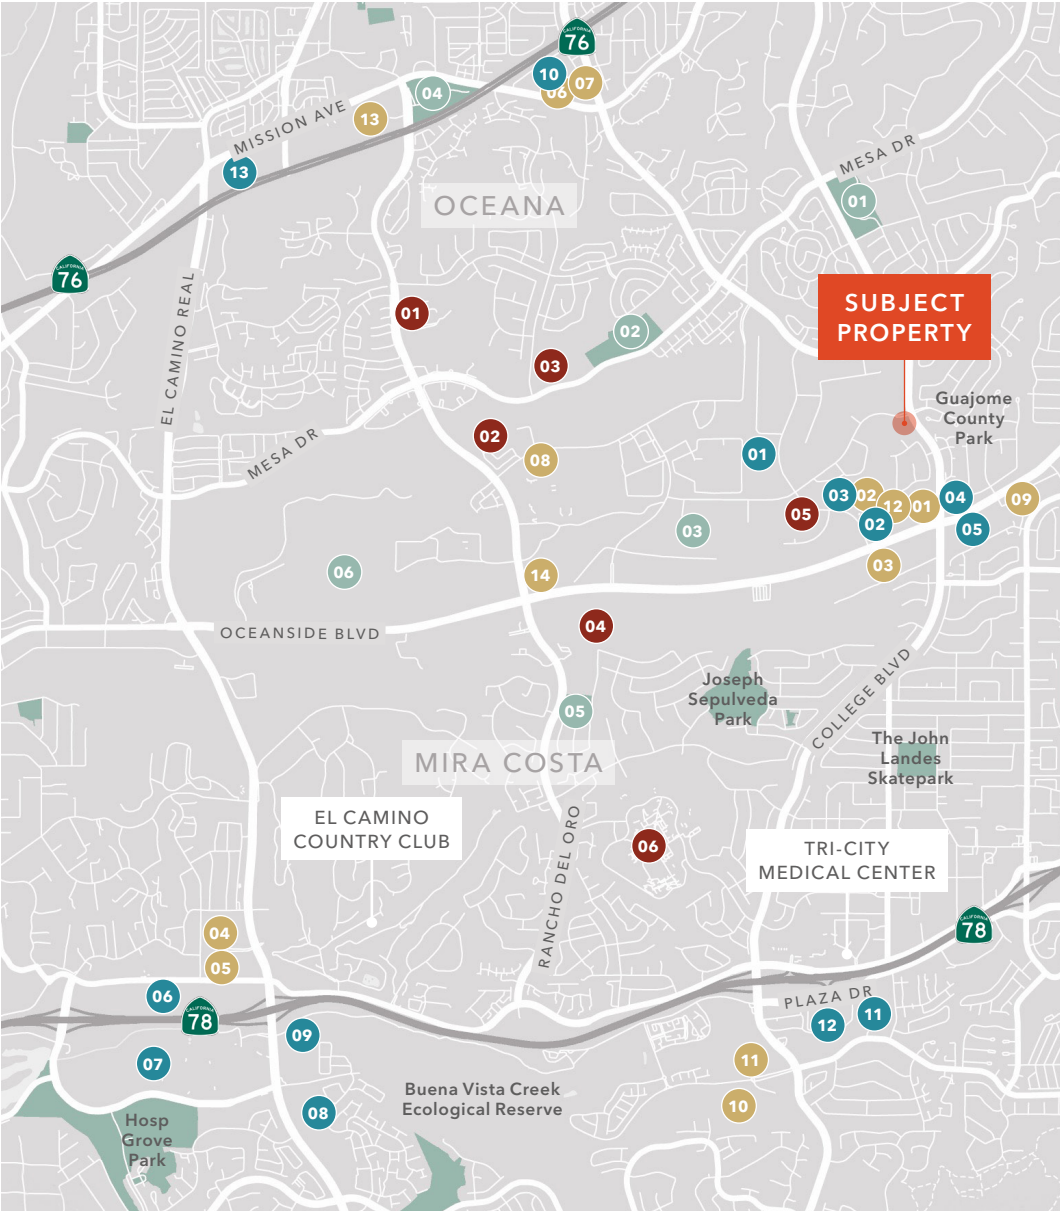 CALIFORNIA
76
10
07
06
04
13
MISSION AVE
13
MESA DR
01
OCEANA
CALIFORNIA
76
EL CAMINO REAL
01
SUBJECT
PROPERTY
02
03
Guajome
County
Park
02
MESA DR
08
01
03
02
12
01
04
09
05
02
05
03
03
06
14
OCEANSIDE BLVD
04
Joseph
Sepulveda
Park
COLLEGE BLVD
05
The John
Landes
Skatepark
MIRA COSTA
EL CAMINO
COUNTRY CLUB
RANCHO DEL ORO
06
TRI-CITY
MEDICAL CENTER
CALIFORNIA
78
04
05
06
CALIFORNIA
78
PLAZA DR
11
12
09
07
11
Buena Vista Creek
Ecological Reserve
10
08
Hosp
Grove
Park